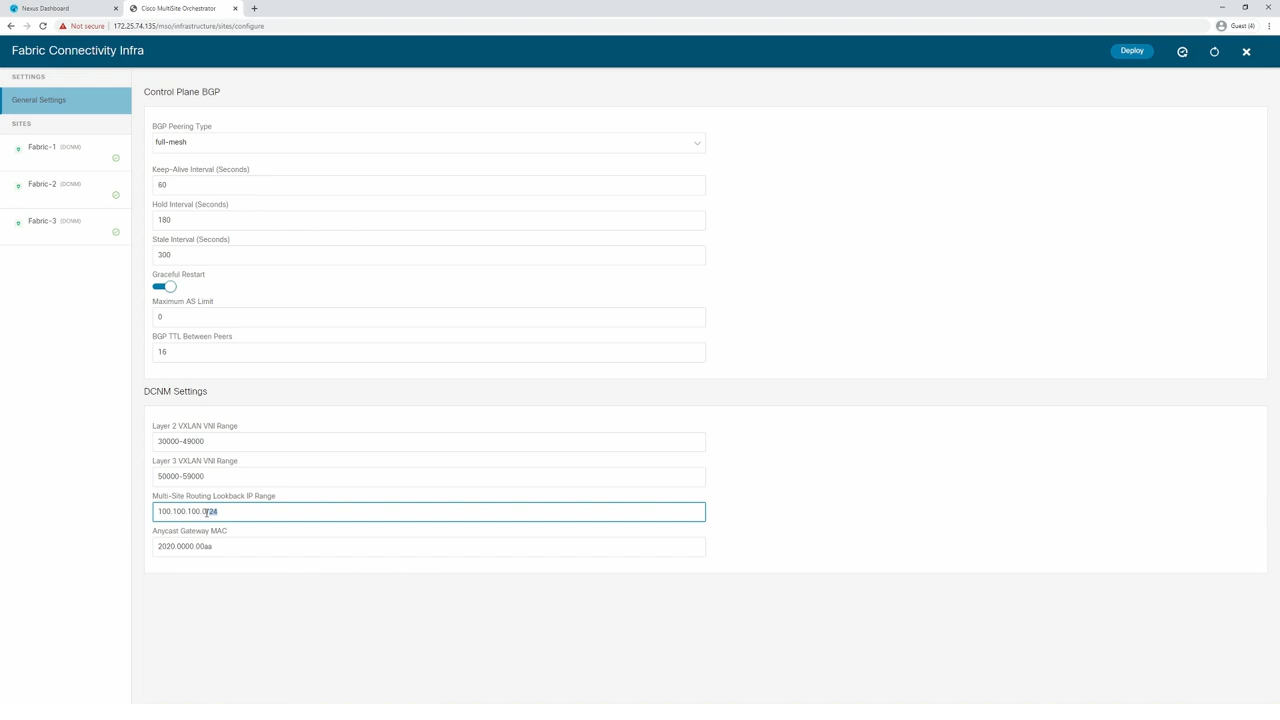 Nexus Dashboard
Cisco MultiSite Orchestrator
Not secure | 172.25.74.135/mso/infrastructure/sites/configure
Guest (4)
Fabric Connectivity Infra
Deploy
SETTINGS
General Settings
SITES
Fabric-1 (DCNM)
Fabric-2 (DCNM)
Fabric-3 (DCNM)
Control Plane BGP
BGP Peering Type
full-mesh
Keep-Alive Interval (Seconds)
60
Hold Interval (Seconds)
180
Stale Interval (Seconds)
300
Graceful Restart
Maximum AS Limit
0
BGP TTL Between Peers
16
DCNM Settings
Layer 2 VXLAN VNI Range
30000-49000
Layer 3 VXLAN VNI Range
50000-59000
Multi-Site Routing Loopback IP Range
100.100.100.0/24
Anycast Gateway MAC
2020.0000.00aa